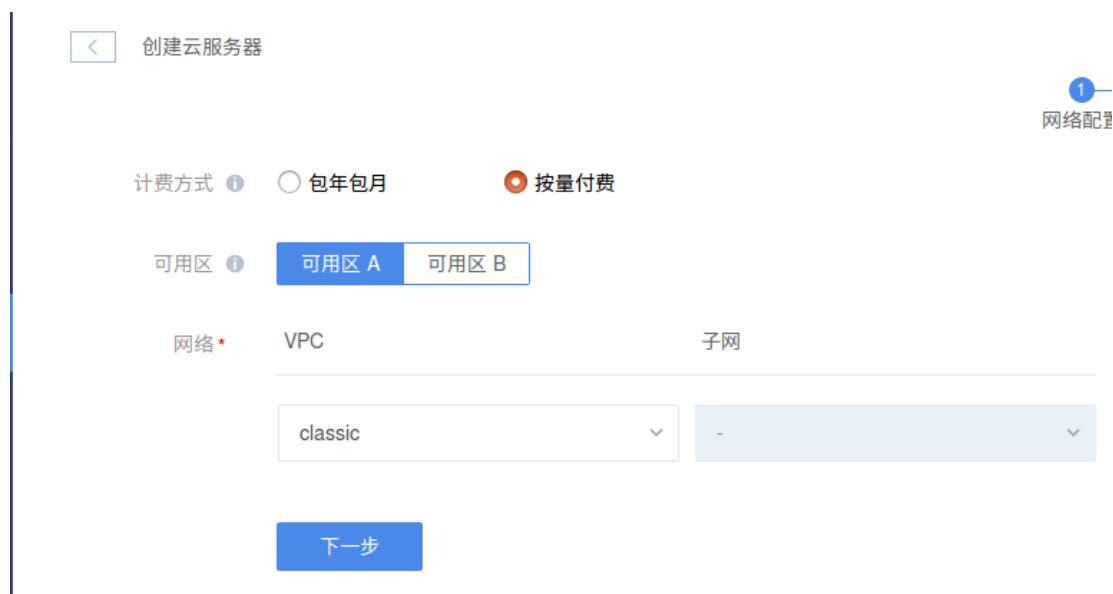 创建云服务器
1
网络配置
计费方式 包年包月 按量付费
可用区 可用区 A 可用区 B
网络* VPC 子网
classic -
下一步